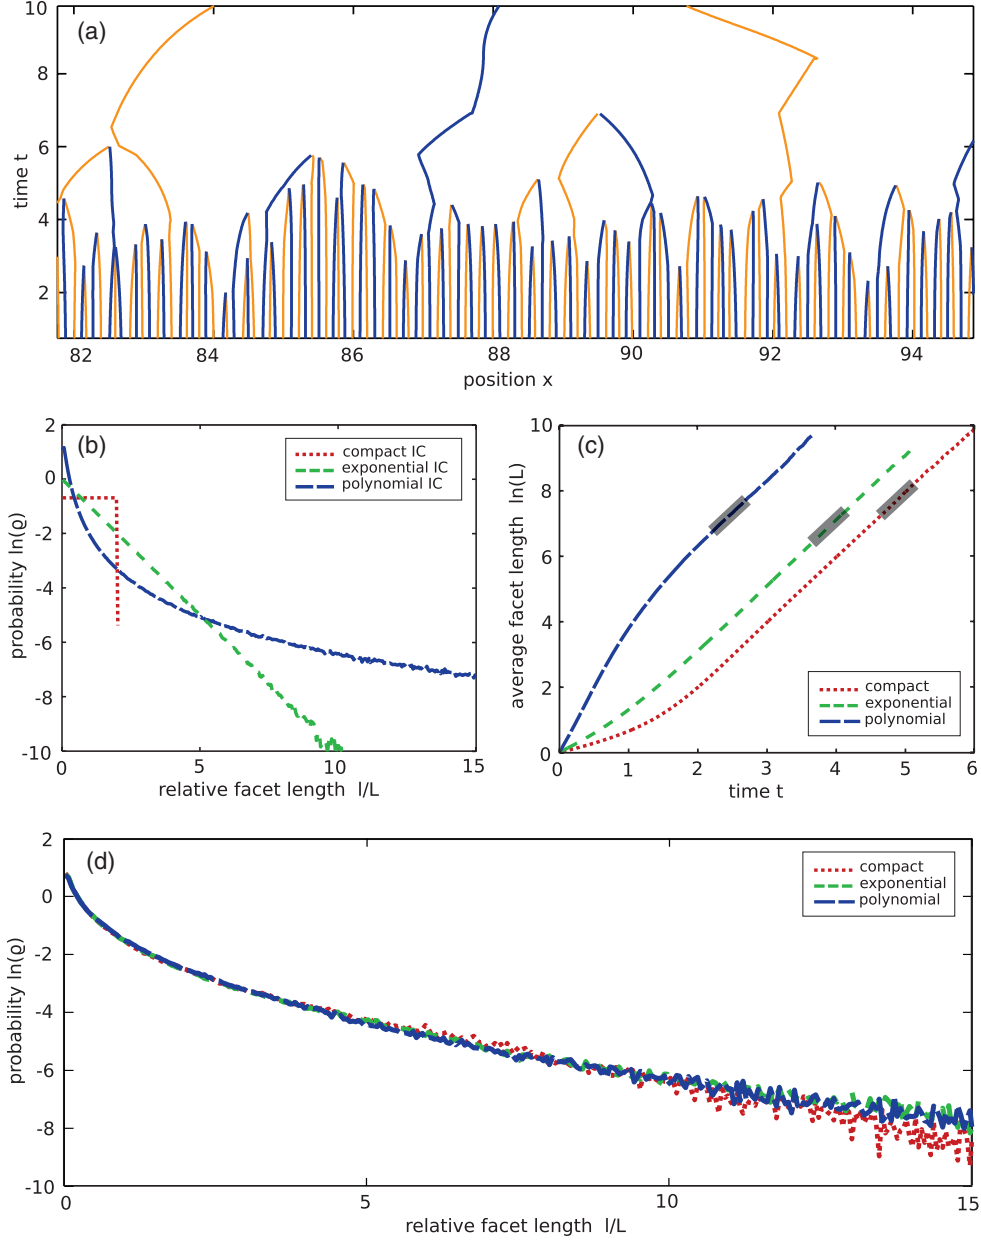 (a)
10
8
6
4
2
time t
82
84
86
88
90
92
94
position x
(b)
2
0
-2
-4
-6
-8
-10
probability ln(ϱ)
compact IC
exponential IC
polynomial IC
0
5
10
15
relative facet length l/L
(c)
10
8
6
4
2
0
average facet length ln(L)
compact
exponential
polynomial
0
1
2
3
4
5
6
time t
(d)
2
0
-2
-4
-6
-8
-10
probability ln(ϱ)
compact
exponential
polynomial
0
5
10
15
relative facet length l/L